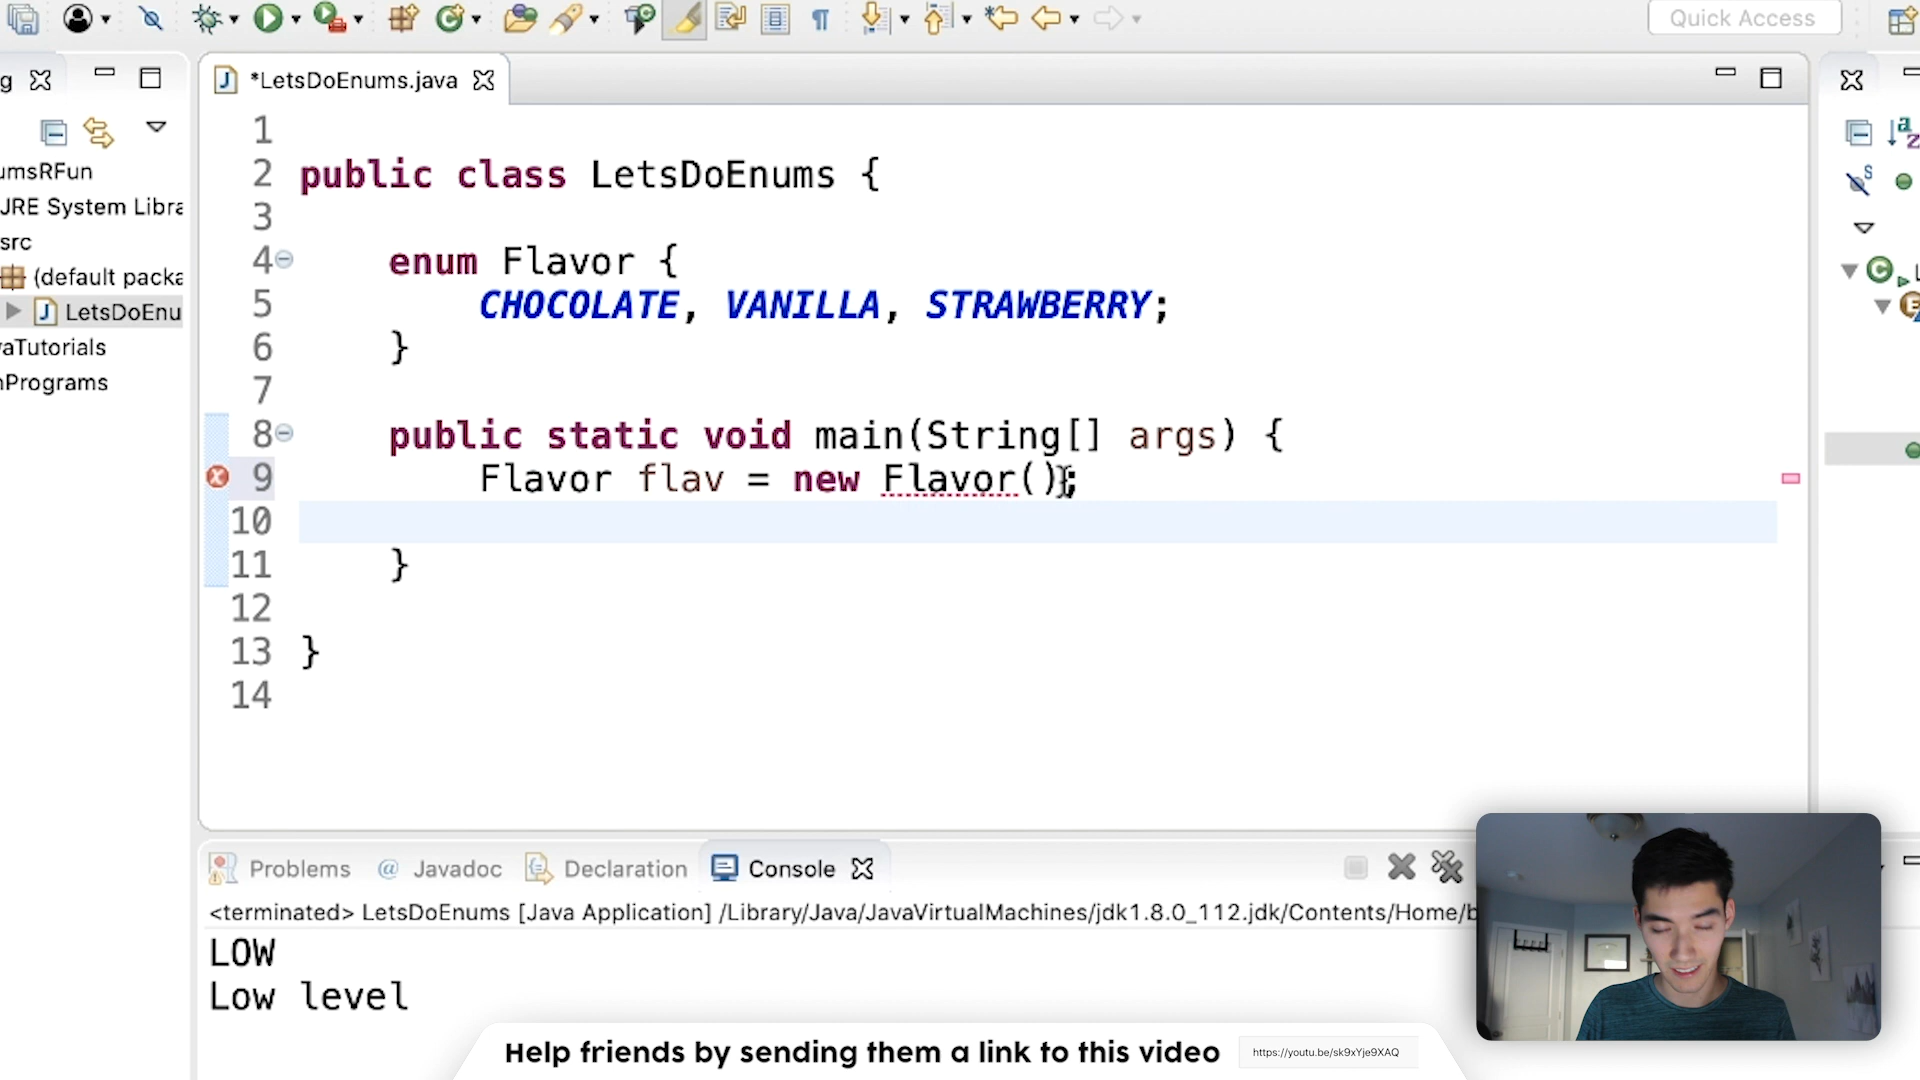 Quick Access
g
*LetsDoEnums.java
umsRFun
JRE System Libra
src
(default packa
LetsDoEnu
vaTutorials
nPrograms
1
2 public class LetsDoEnums {
3
4 enum Flavor {
5 CHOCOLATE, VANILLA, STRAWBERRY;
6 }
7
8 public static void main(String[] args) {
9 Flavor flav = new Flavor();
10
11 }
12
13 }
14
Problems @ Javadoc Declaration Console
<terminated> LetsDoEnums [Java Application] /Library/Java/JavaVirtualMachines/jdk1.8.0_112.jdk/Contents/Home/b
LOW
Low level
Help friends by sending them a link to this video
https://youtu.be/sk9xYje9XAQ